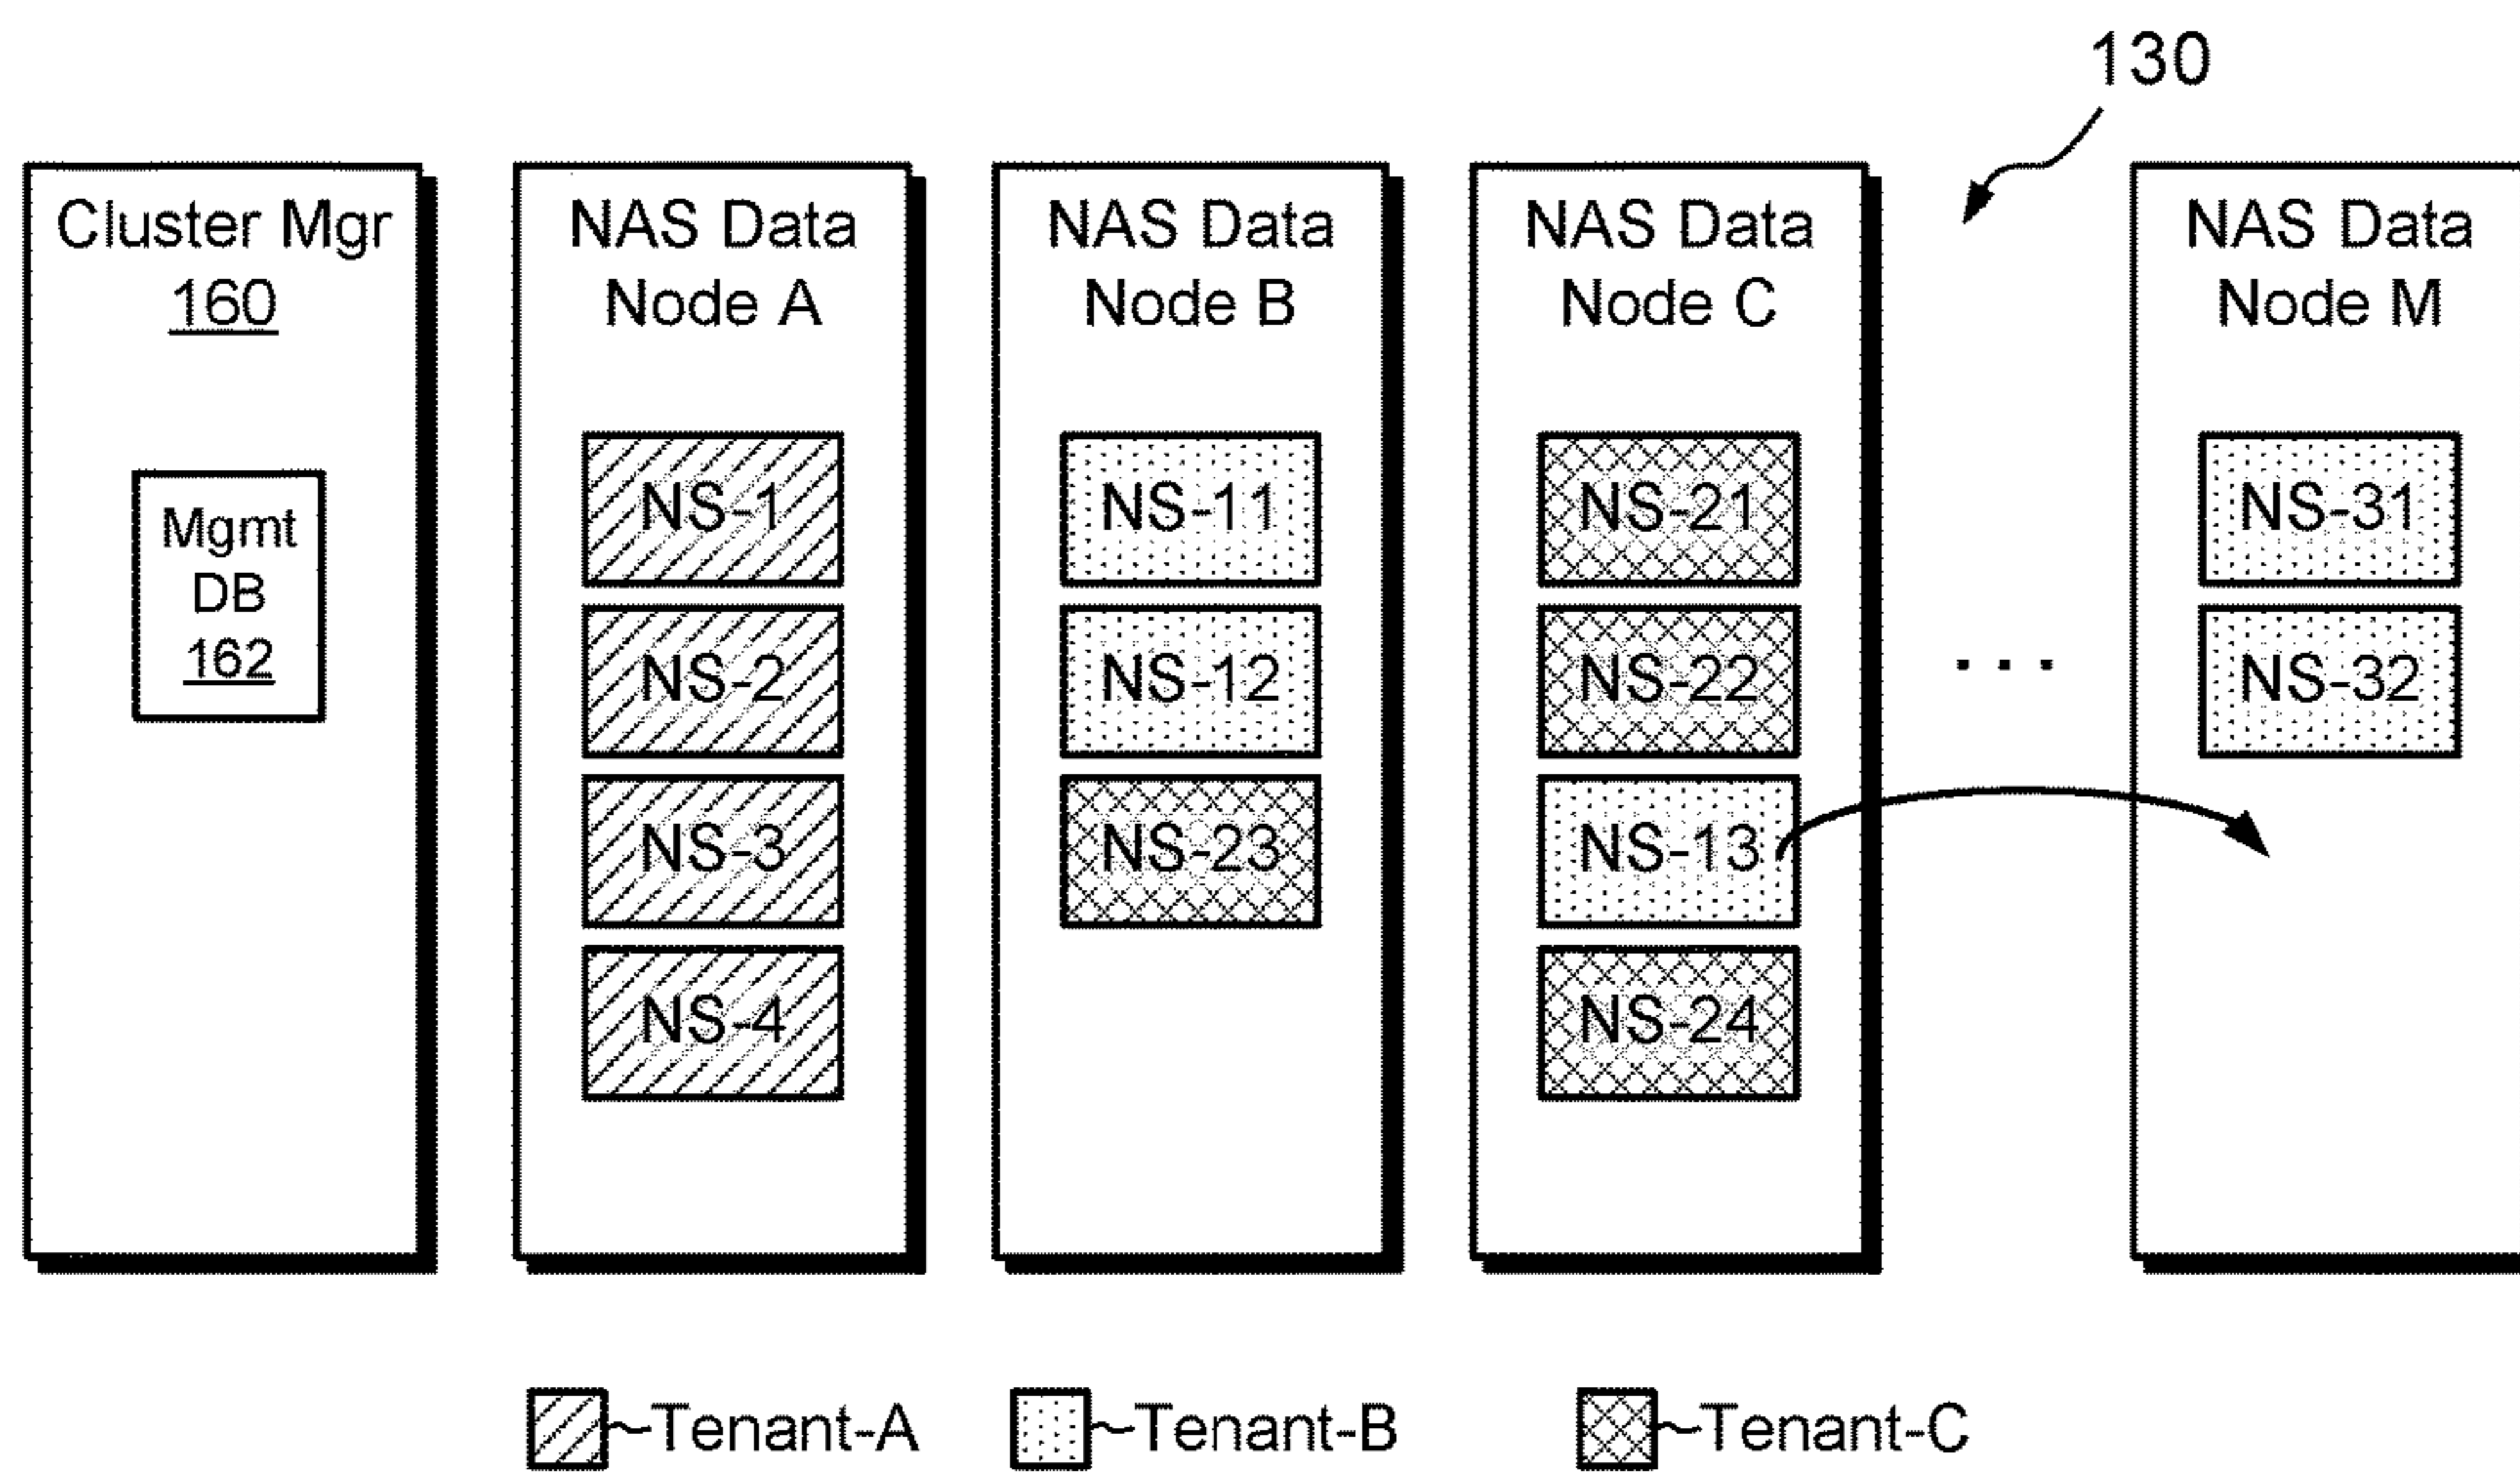 130
Cluster Mgr
160
Mgmt
DB
162
NAS Data
Node A
NS-1
NS-2
NS-3
NS-4
NAS Data
Node B
NS-11
NS-12
NS-23
NAS Data
Node C
NS-21
NS-22
NS-13
NS-24
...
NAS Data
Node M
NS-31
NS-32
Tenant-A
Tenant-B
Tenant-C